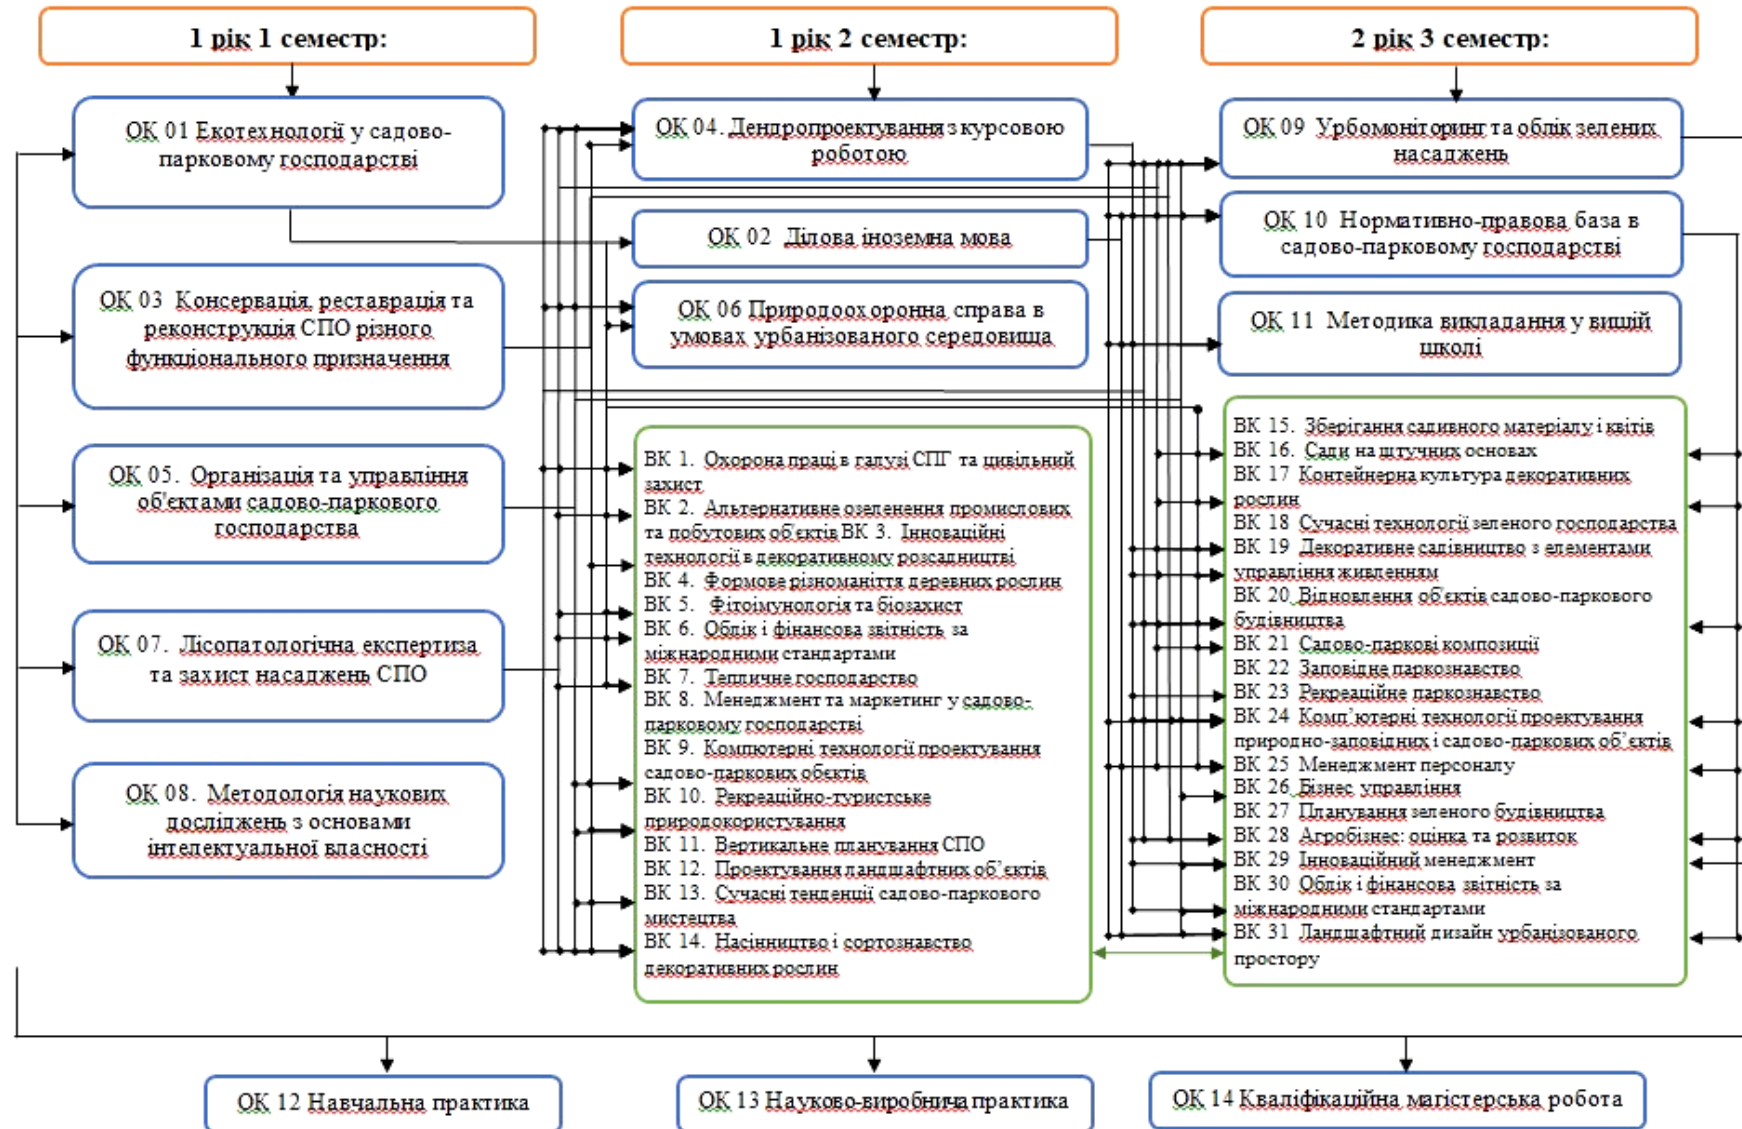 1 рік 1 семестр:
ОК 01 Екотехнології у садово-
парковому господарстві
ОК 03 Консервація, реставрація та
реконструкція СПО різного
функціонального призначення
ОК 05. Організація та управління
об'єктами садово-паркового
господарства
ОК 07. Лісопатологічна експертиза
та захист насаджень СПО
ОК 08. Методологія наукових
досліджень з основами
інтелектуальної власності
1 рік 2 семестр:
ОК 04. Дендропроектування з курсовою
роботою
ОК 02 Ділова іноземна мова
ОК 06 Природоохоронна справа в
умовах урбанізованого середовища
ВК 1. Охорона праці в галузі СПГ та цивільний
захист
ВК 2. Альтернативне озеленення промислових
та побутових об'єктів ВК 3. Інноваційні
технології в декоративному розсадництві
ВК 4. Формове різноманіття деревних рослин
ВК 5. Фітоімунологія та біозахист
ВК 6. Облік і фінансова звітність за
міжнародними стандартами
ВК 7. Тепличне господарство
ВК 8. Менеджмент та маркетинг у садово-
парковому господарстві
ВК 9. Компютерні технології проектування
садово-паркових обєктів
ВК 10. Рекреаційно-туристське
природокористування
ВК 11. Вертикальне планування СПО
ВК 12. Проектування ландшафтних об’єктів
ВК 13. Сучасні тенденції садово-паркового
мистецтва
ВК 14. Насінництво і сортознавство
декоративних рослин
2 рік 3 семестр:
ОК 09 Урбомоніторинг та облік зелених
насаджень
ОК 10 Нормативно-правова база в
садово-парковому господарстві
ОК 11 Методика викладання у вищій
школі
ВК 15. Зберігання садивного матеріалу і квітів
ВК 16. Сади на штучних основах
ВК 17 Контейнерна культура декоративних
рослин
ВК 18 Сучасні технології зеленого господарства
ВК 19 Декоративне садівництво з елементами
управління живленням
ВК 20 Відновлення об'єктів садово-паркового
будівництва
ВК 21 Садово-паркові композиції
ВК 22 Заповідне паркознавство
ВК 23 Рекреаційне паркознавство
ВК 24 Комп’ютерні технології проектування
природно-заповідних і садово-паркових об’єктів
ВК 25 Менеджмент персоналу
ВК 26 Бізнес управління
ВК 27 Планування зеленого будівництва
ВК 28 Агробізнес: оцінка та розвиток
ВК 29 Інноваційний менеджмент
ВК 30 Облік і фінансова звітність за
міжнародними стандартами
ВК 31 Ландшафтний дизайн урбанізованого
простору
ОК 12 Навчальна практика
ОК 13 Науково-виробнича практика
ОК 14 Кваліфікаційна магістерська робота